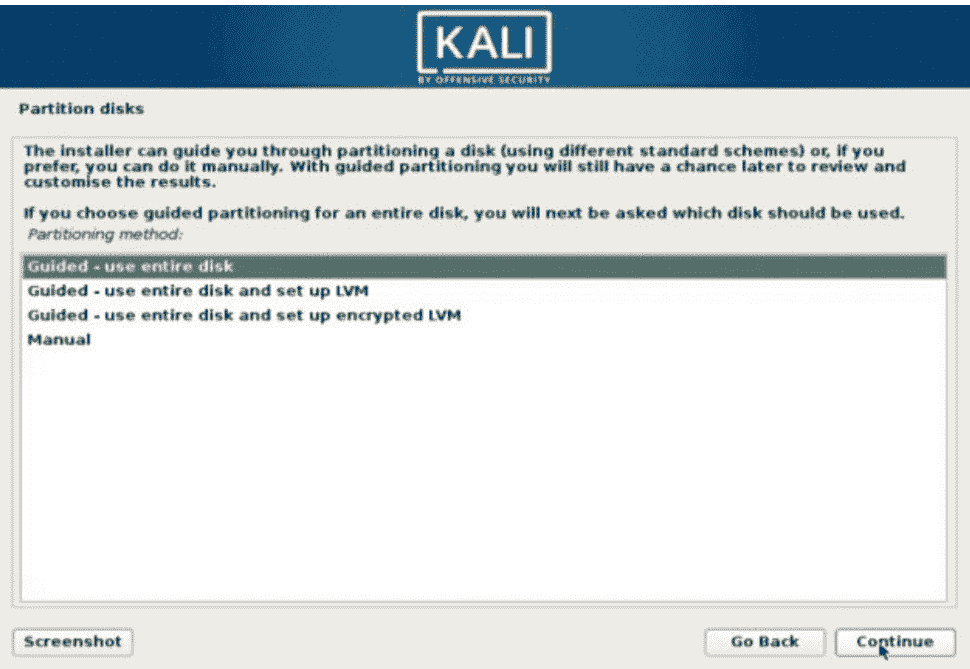 KALI
BY OFFENSIVE SECURITY
Partition disks
The installer can guide you through partitioning a disk (using different standard schemes) or, if you
prefer, you can do it manually. With guided partitioning you will still have a chance later to review and
customise the results.
If you choose guided partitioning for an entire disk, you will next be asked which disk should be used.
Partitioning method:
Guided - use entire disk
Guided - use entire disk and set up LVM
Guided - use entire disk and set up encrypted LVM
Manual
Screenshot
Go Back
Continue